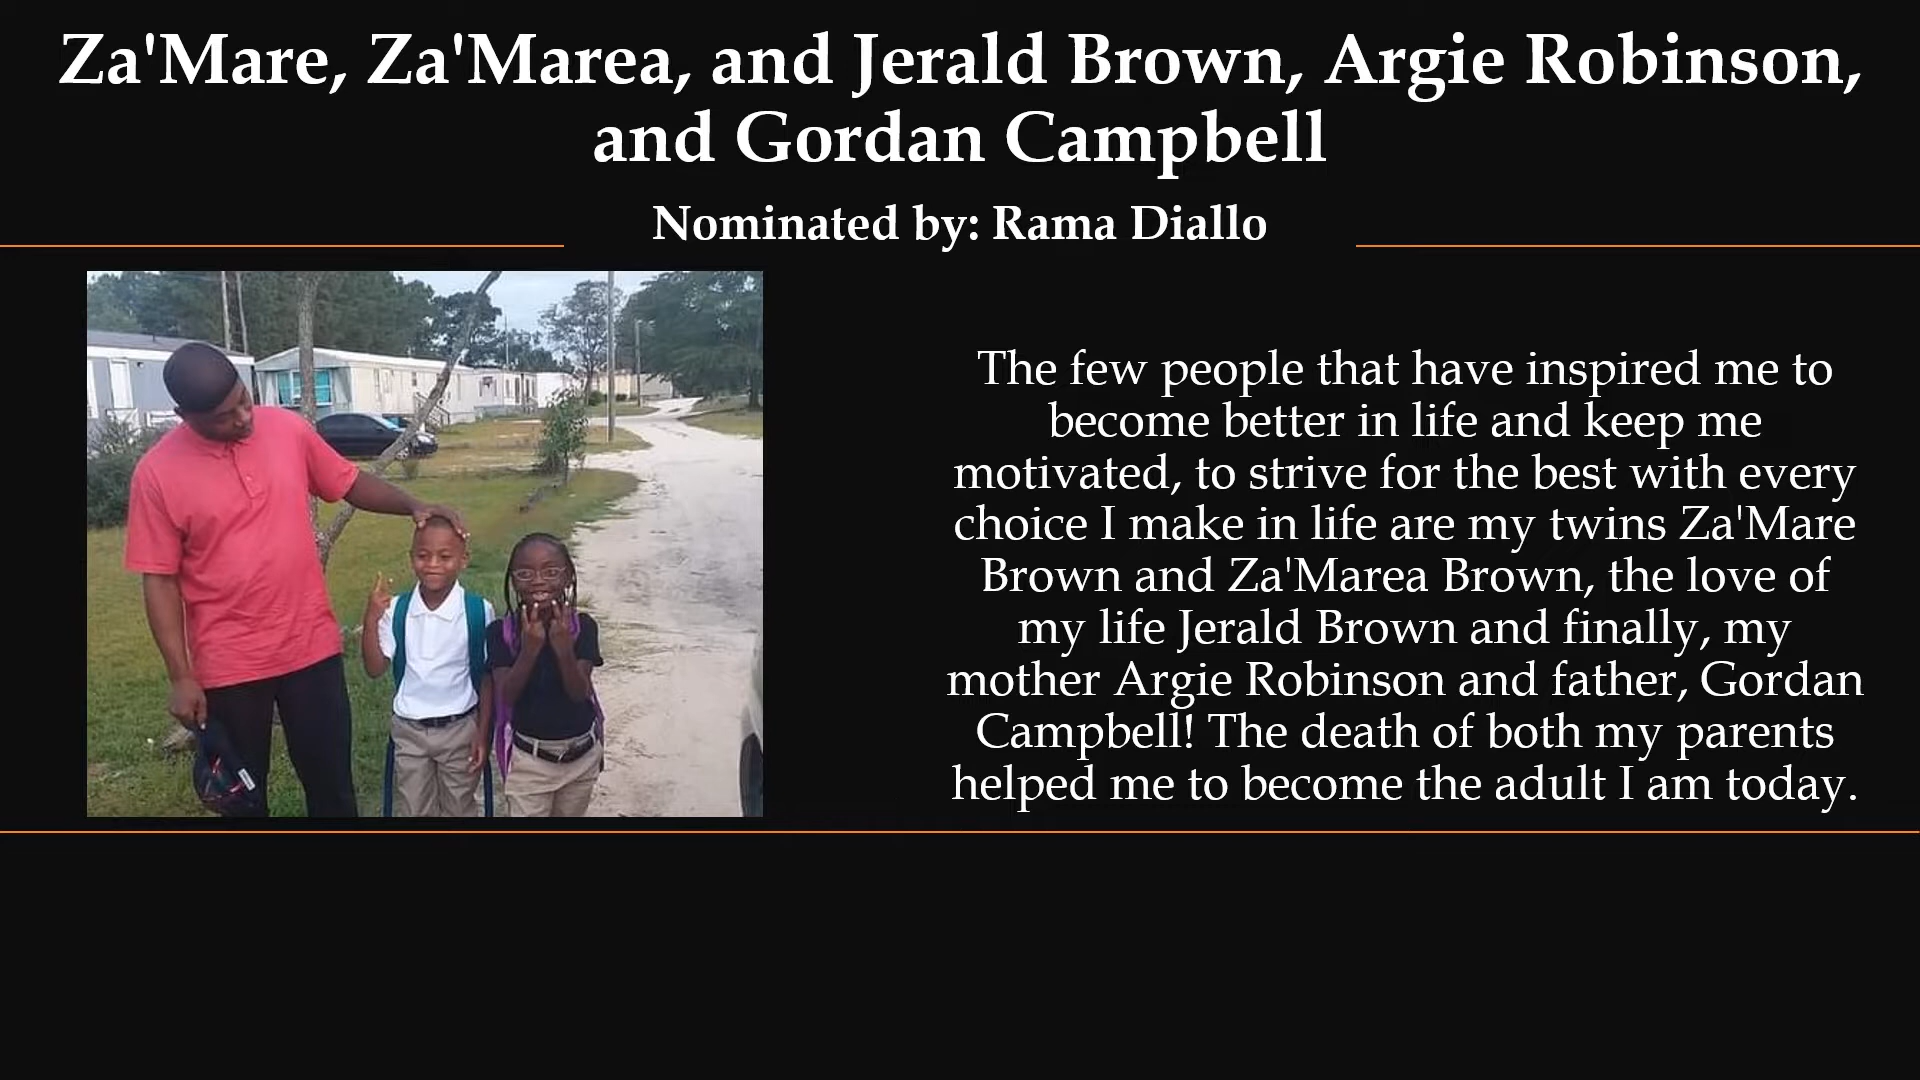 Za'Mare, Za'Marea, and Jerald Brown, Argie Robinson,
and Gordan Campbell
Nominated by: Rama Diallo
The few people that have inspired me to
become better in life and keep me
motivated, to strive for the best with every
choice I make in life are my twins Za'Mare
Brown and Za'Marea Brown, the love of
my life Jerald Brown and finally, my
mother Argie Robinson and father, Gordan
Campbell! The death of both my parents
helped me to become the adult I am today.